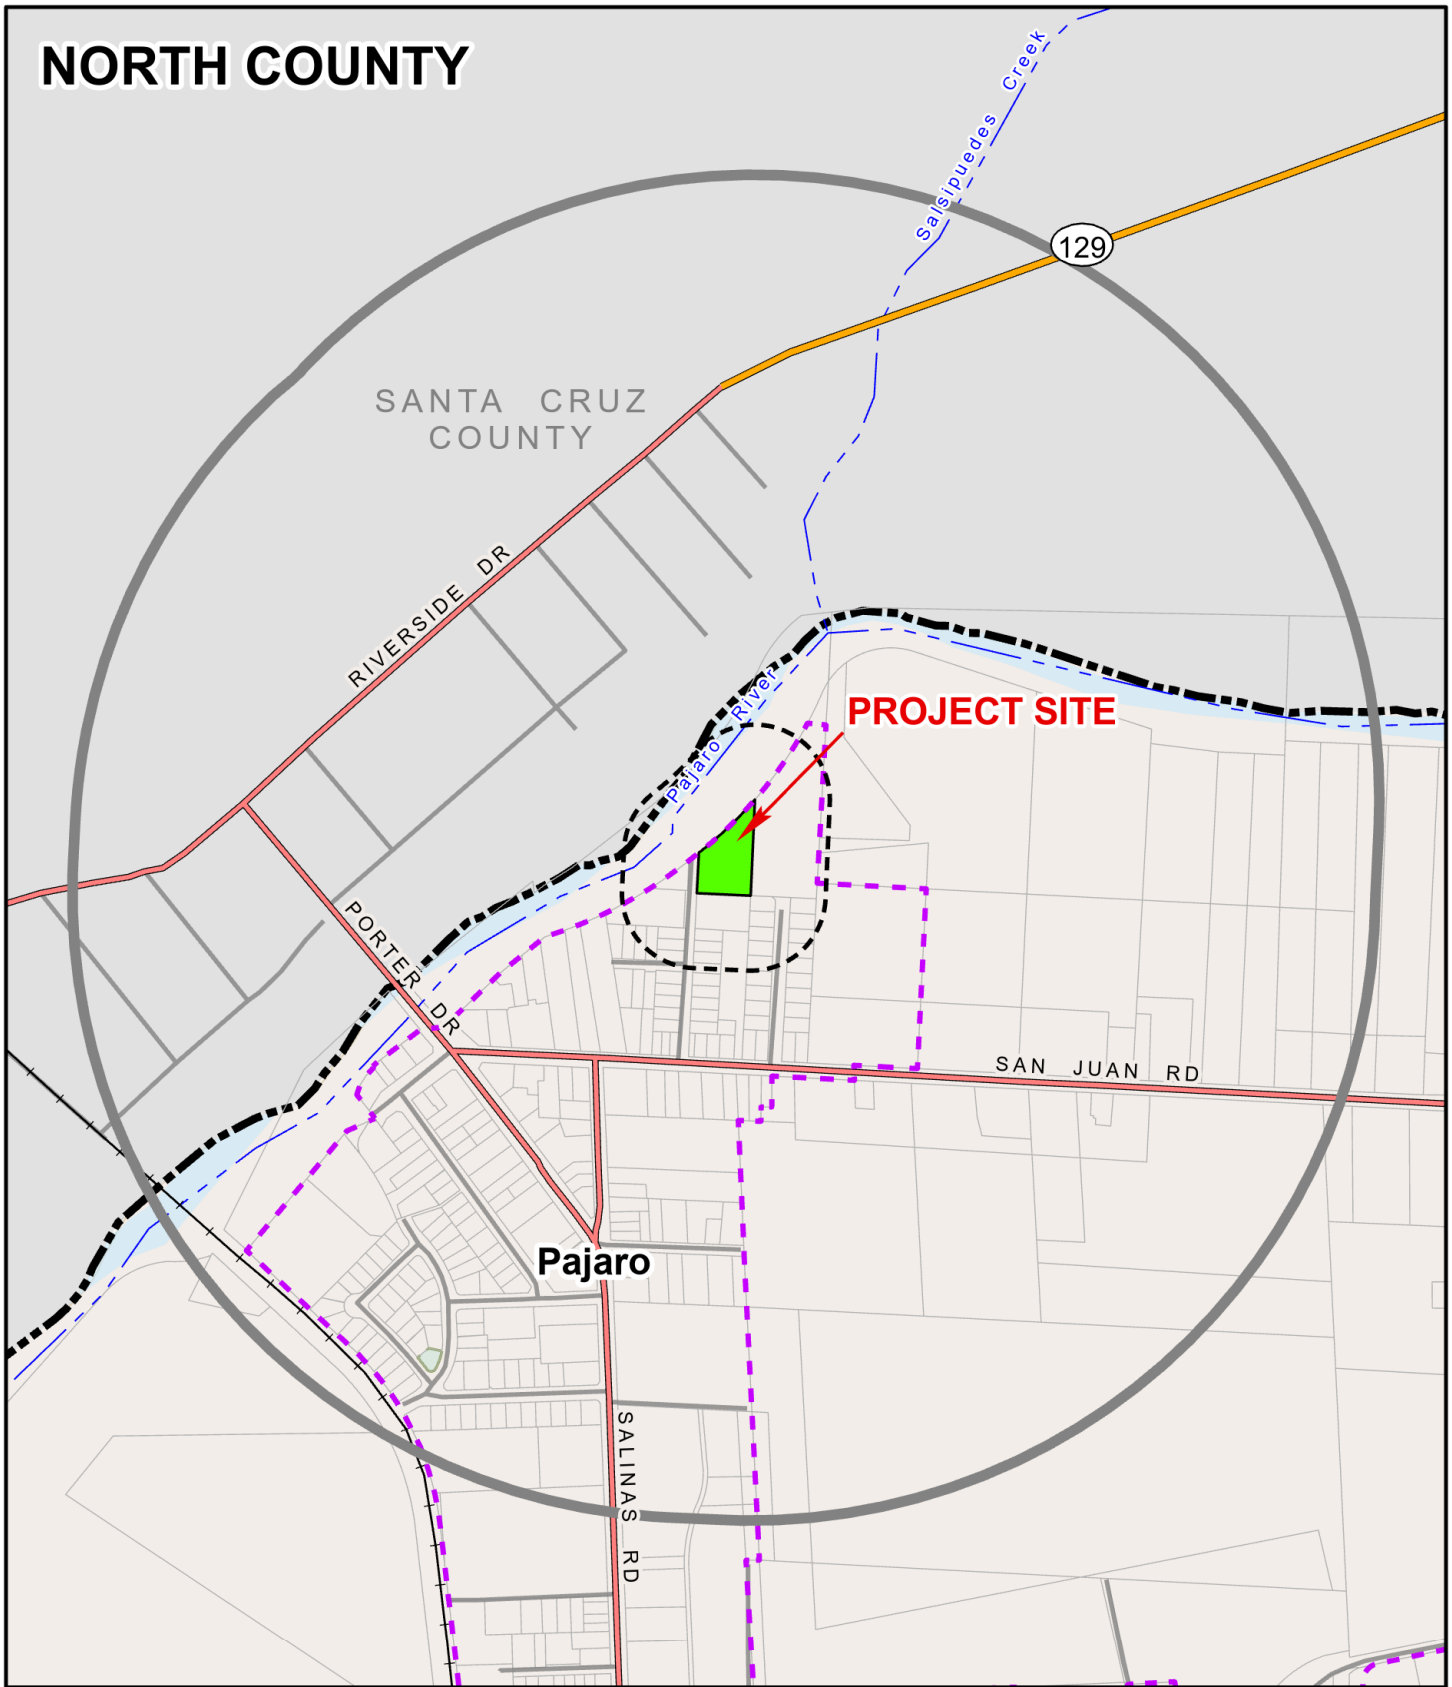 NORTH COUNTY
Salsipuedes Creek
129
SANTA CRUZ
COUNTY
RIVERSIDE DR
Pajaro River
PROJECT SITE
PORTER DR
SAN JUAN RD
Pajaro
SALINAS RD